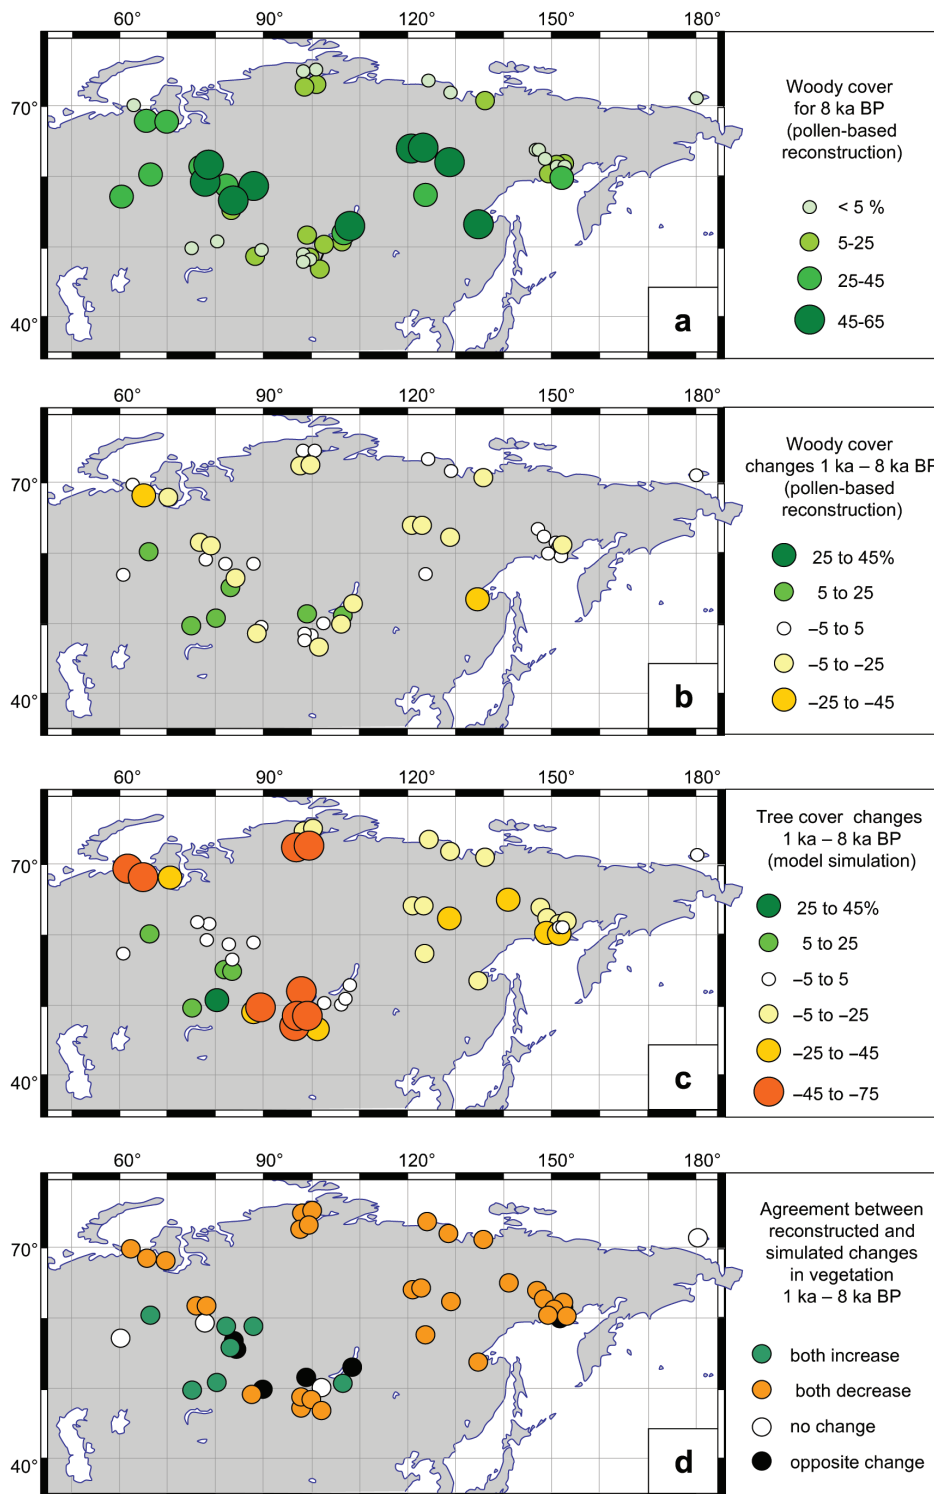 60° 90° 120° 150° 180°
70°
40°
a
Woody cover
for 8 ka BP
(pollen-based
reconstruction)
< 5 %
5-25
25-45
45-65
60° 90° 120° 150° 180°
70°
40°
b
Woody cover
changes 1 ka – 8 ka BP
(pollen-based
reconstruction)
25 to 45%
5 to 25
–5 to 5
–5 to –25
–25 to –45
60° 90° 120° 150° 180°
70°
40°
c
Tree cover changes
1 ka – 8 ka BP
(model simulation)
25 to 45%
5 to 25
–5 to 5
–5 to –25
–25 to –45
–45 to –75
60° 90° 120° 150° 180°
70°
40°
d
Agreement between
reconstructed and
simulated changes
in vegetation
1 ka – 8 ka BP
both increase
both decrease
no change
opposite change